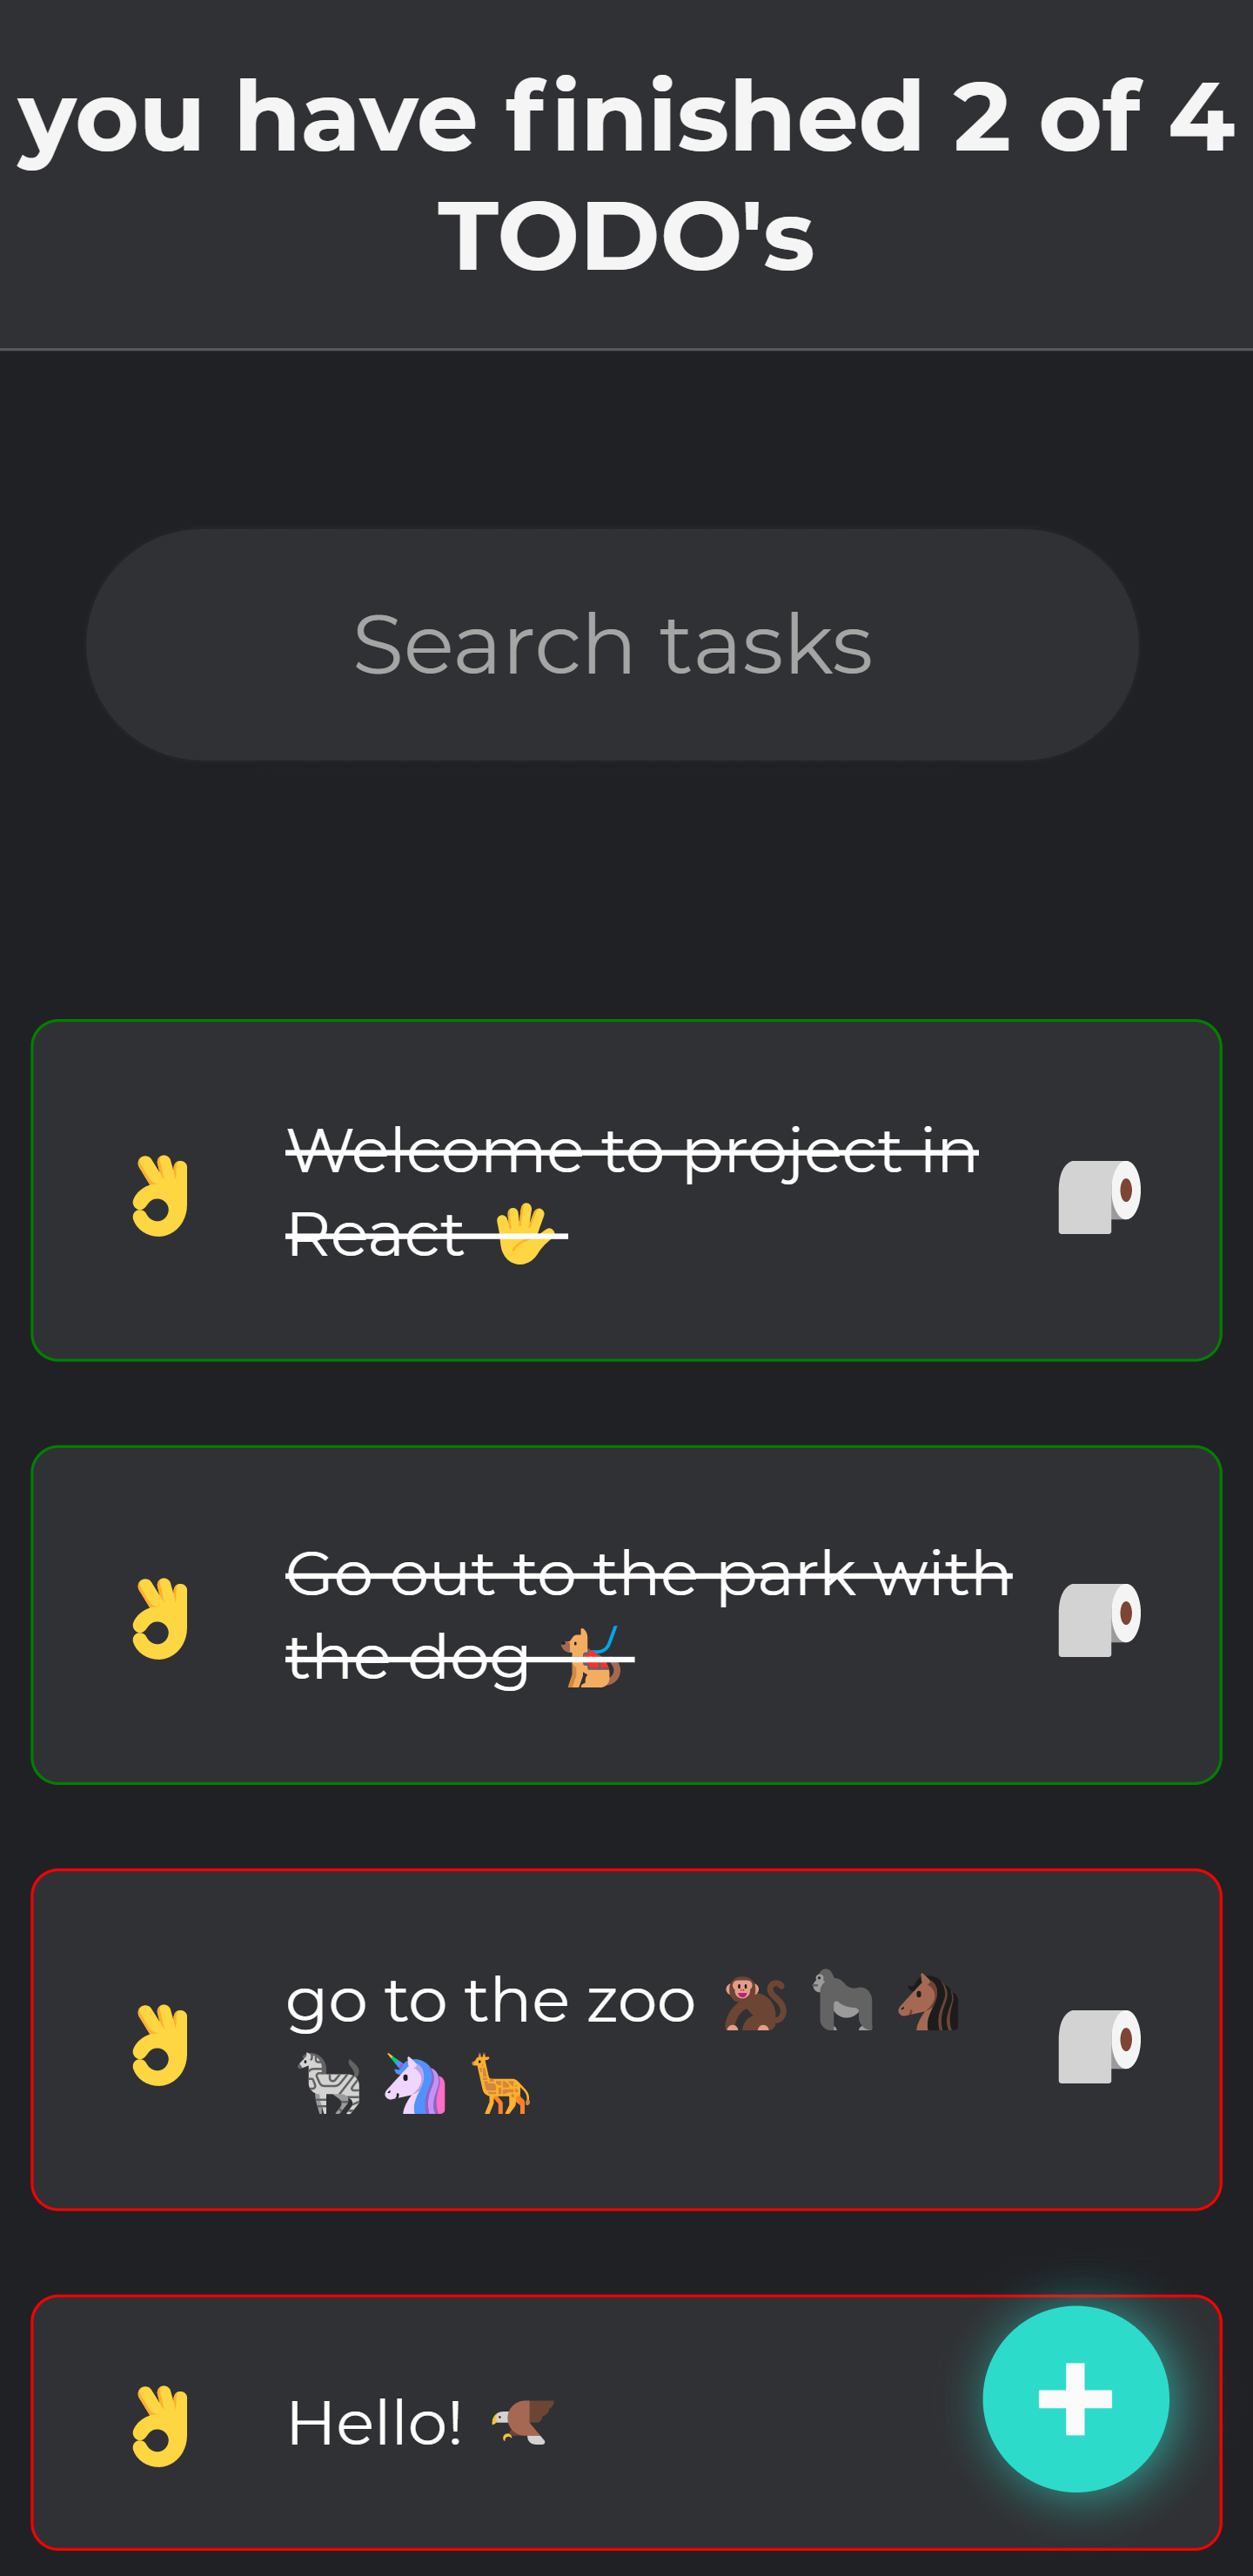 you have finished 2 of 4
TODO's
Search tasks
Welcome to project in
React 🖐
Go out to the park with
the dog 🐕‍🦺
go to the zoo 🐒 🦍 🐴
🦓 🦄 🦒
Hello! 🦅